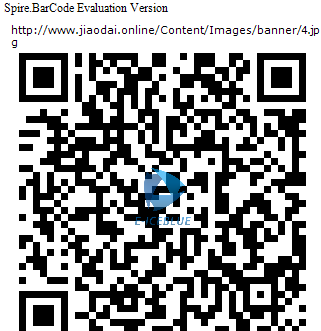 Spire.BarCode Evaluation Version
http://www.jiaodai.online/Content/Images/banner/4.jp
g
E-ICEBLUE